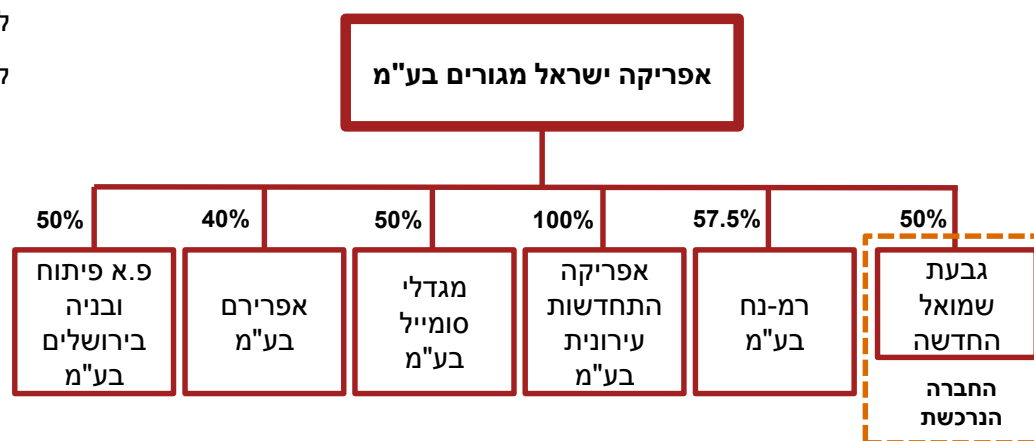 אפריקה ישראל מגורים בע"מ
50%
57.5%
100%
50%
40%
50%
גבעת
שמואל
החדשה
החברה
הנרכשת
רמ-נח
בע"מ
אפריקה
התחדשות
עירונית
בע"מ
מגדלי
סומייל
בע"מ
אפרירם
בע"מ
פ.א פיתוח
ובניה
בירושלים
בע"מ